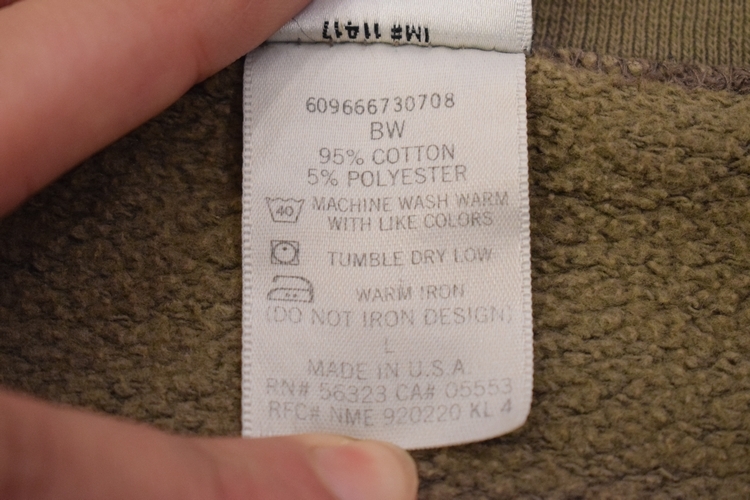 IM# 11417
609666730708
BW
95% COTTON
5% POLYESTER
40 MACHINE WASH WARM
WITH LIKE COLORS
TUMBLE DRY LOW
WARM IRON
(DO NOT IRON DESIGN)
L
MADE IN U.S.A
RN# 56323 CA# 05553
RFC# NME 920220 KL 4